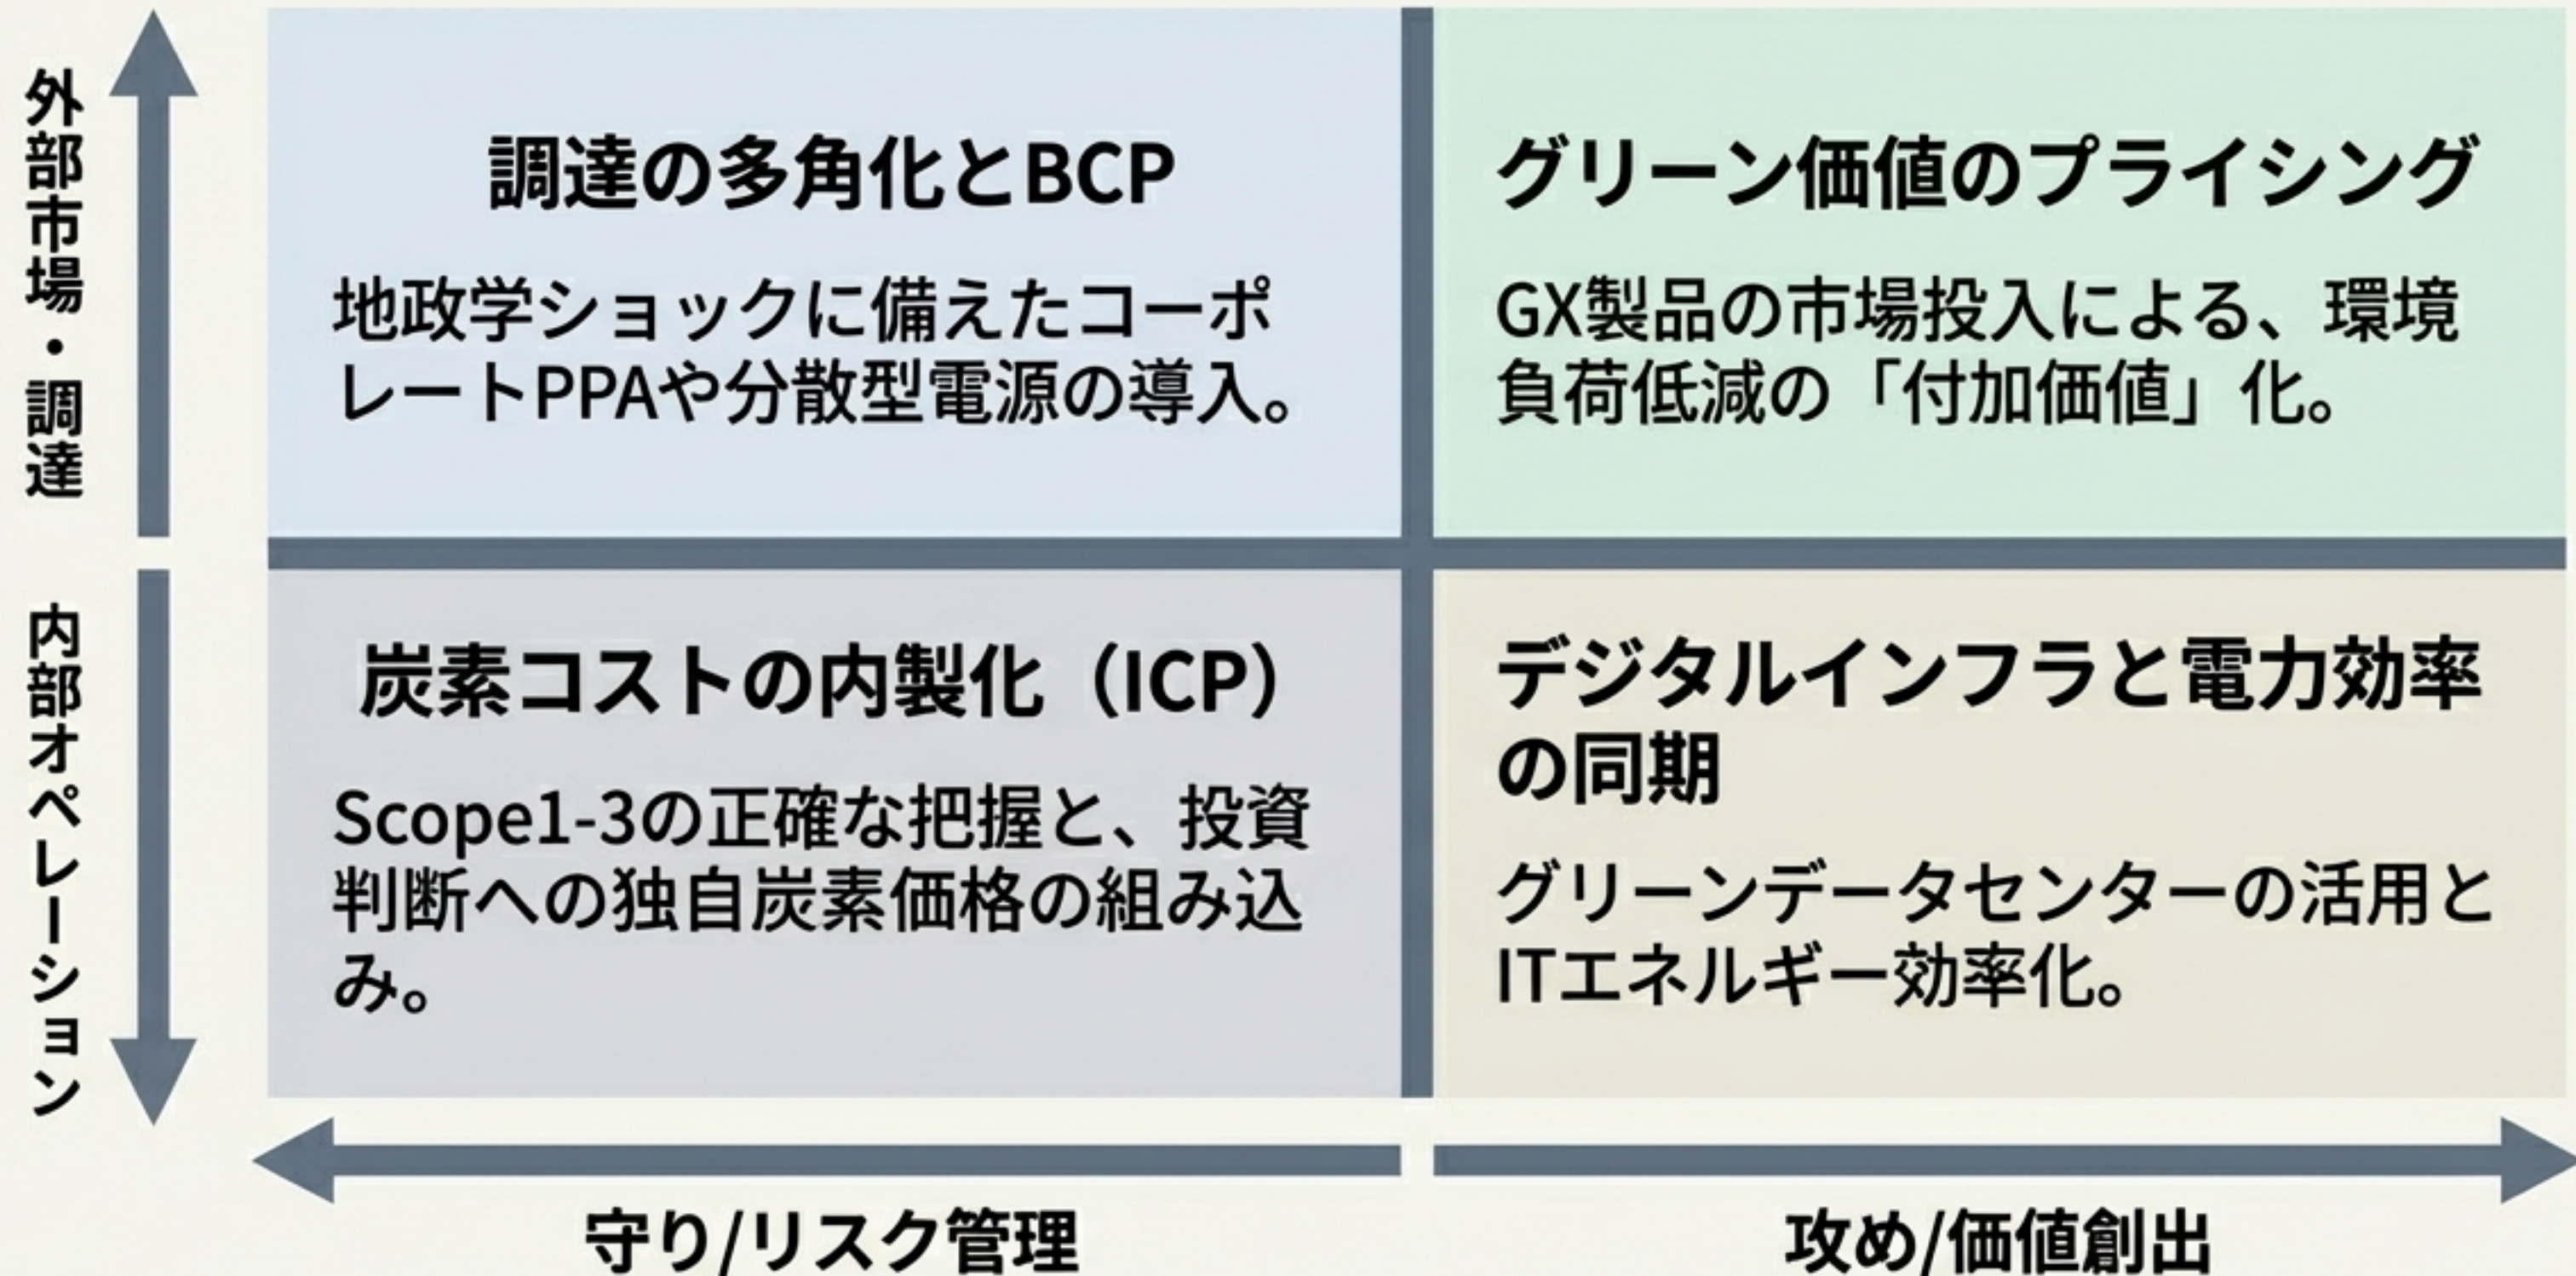 外部市場・調達
調達の多角化とBCP
地政学ショックに備えたコーポ
レートPPAや分散型電源の導入。
グリーン価値のプライシング
GX製品の市場投入による、環境
負荷低減の「付加価値」化。
内部オペレーション
炭素コストの内製化（ICP）
Scope1-3の正確な把握と、投資
判断への独自炭素価格の組み込
み。
デジタルインフラと電力効率
の同期
グリーンデータセンターの活用と
ITエネルギー効率化。
守り/リスク管理
攻め/価値創出